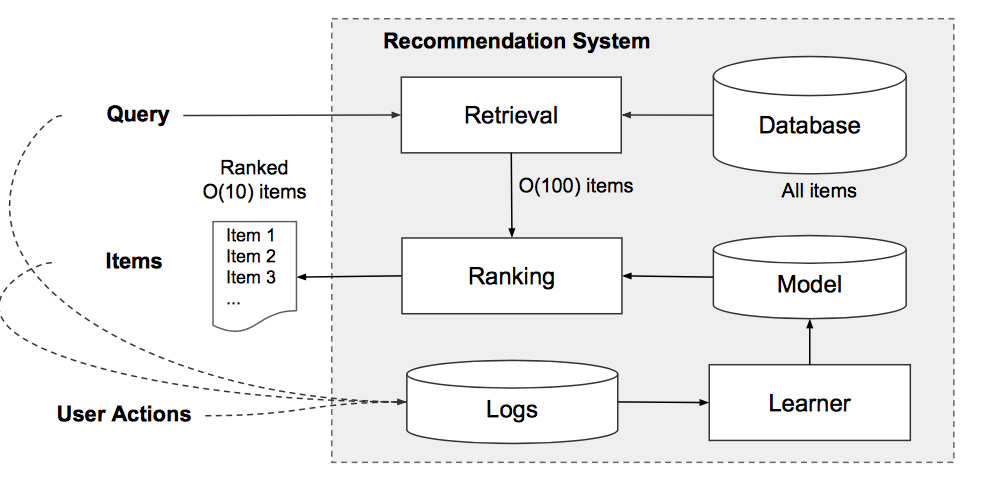 Recommendation System
Query
Retrieval
Database
All items
O(100) items
Ranked
O(10) items
Item 1
Item 2
Item 3
...
Items
Ranking
Model
User Actions
Logs
Learner